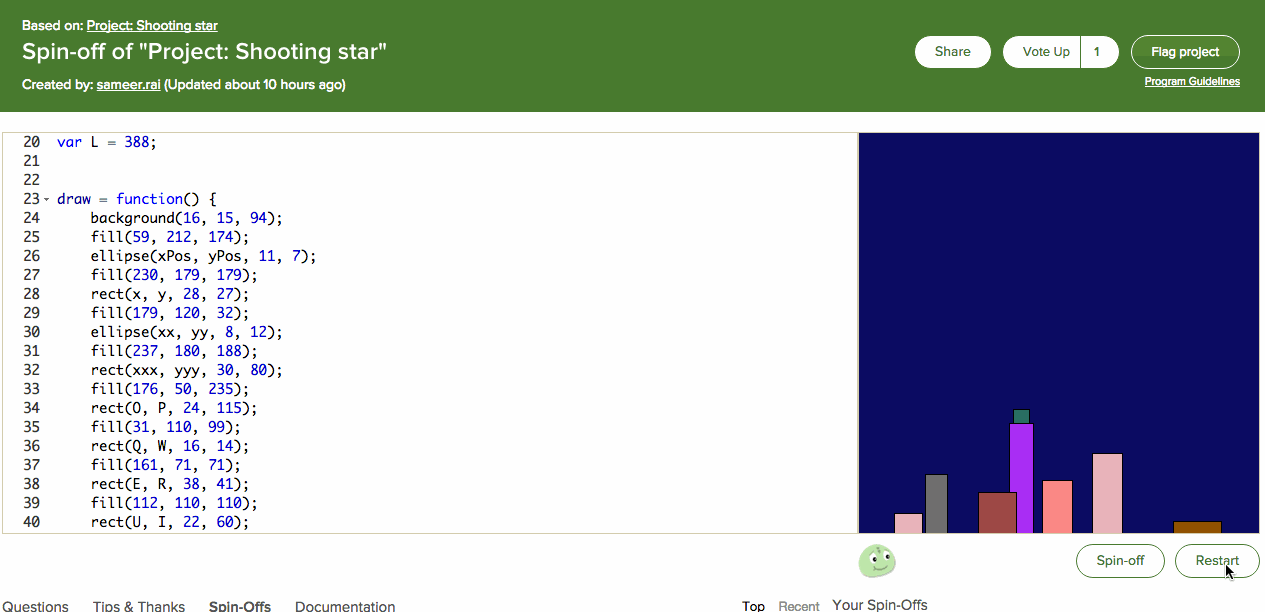 Based on: Project: Shooting star
Spin-off of "Project: Shooting star"
Created by: sameer.rai (Updated about 10 hours ago)
Share
Vote Up 1
Flag project
Program Guidelines
20 var L = 388;
21
22
23 draw = function() {
24 background(16, 15, 94);
25 fill(59, 212, 174);
26 ellipse(xPos, yPos, 11, 7);
27 fill(230, 179, 179);
28 rect(x, y, 28, 27);
29 fill(179, 120, 32);
30 ellipse(xx, yy, 8, 12);
31 fill(237, 180, 188);
32 rect(xxx, yyy, 30, 80);
33 fill(176, 50, 235);
34 rect(O, P, 24, 115);
35 fill(31, 110, 99);
36 rect(Q, W, 16, 14);
37 fill(161, 71, 71);
38 rect(E, R, 38, 41);
39 fill(112, 110, 110);
40 rect(U, I, 22, 60);
Spin-off
Restart
Questions Tips & Thanks Spin-Offs Documentation
Top Recent Your Spin-Offs